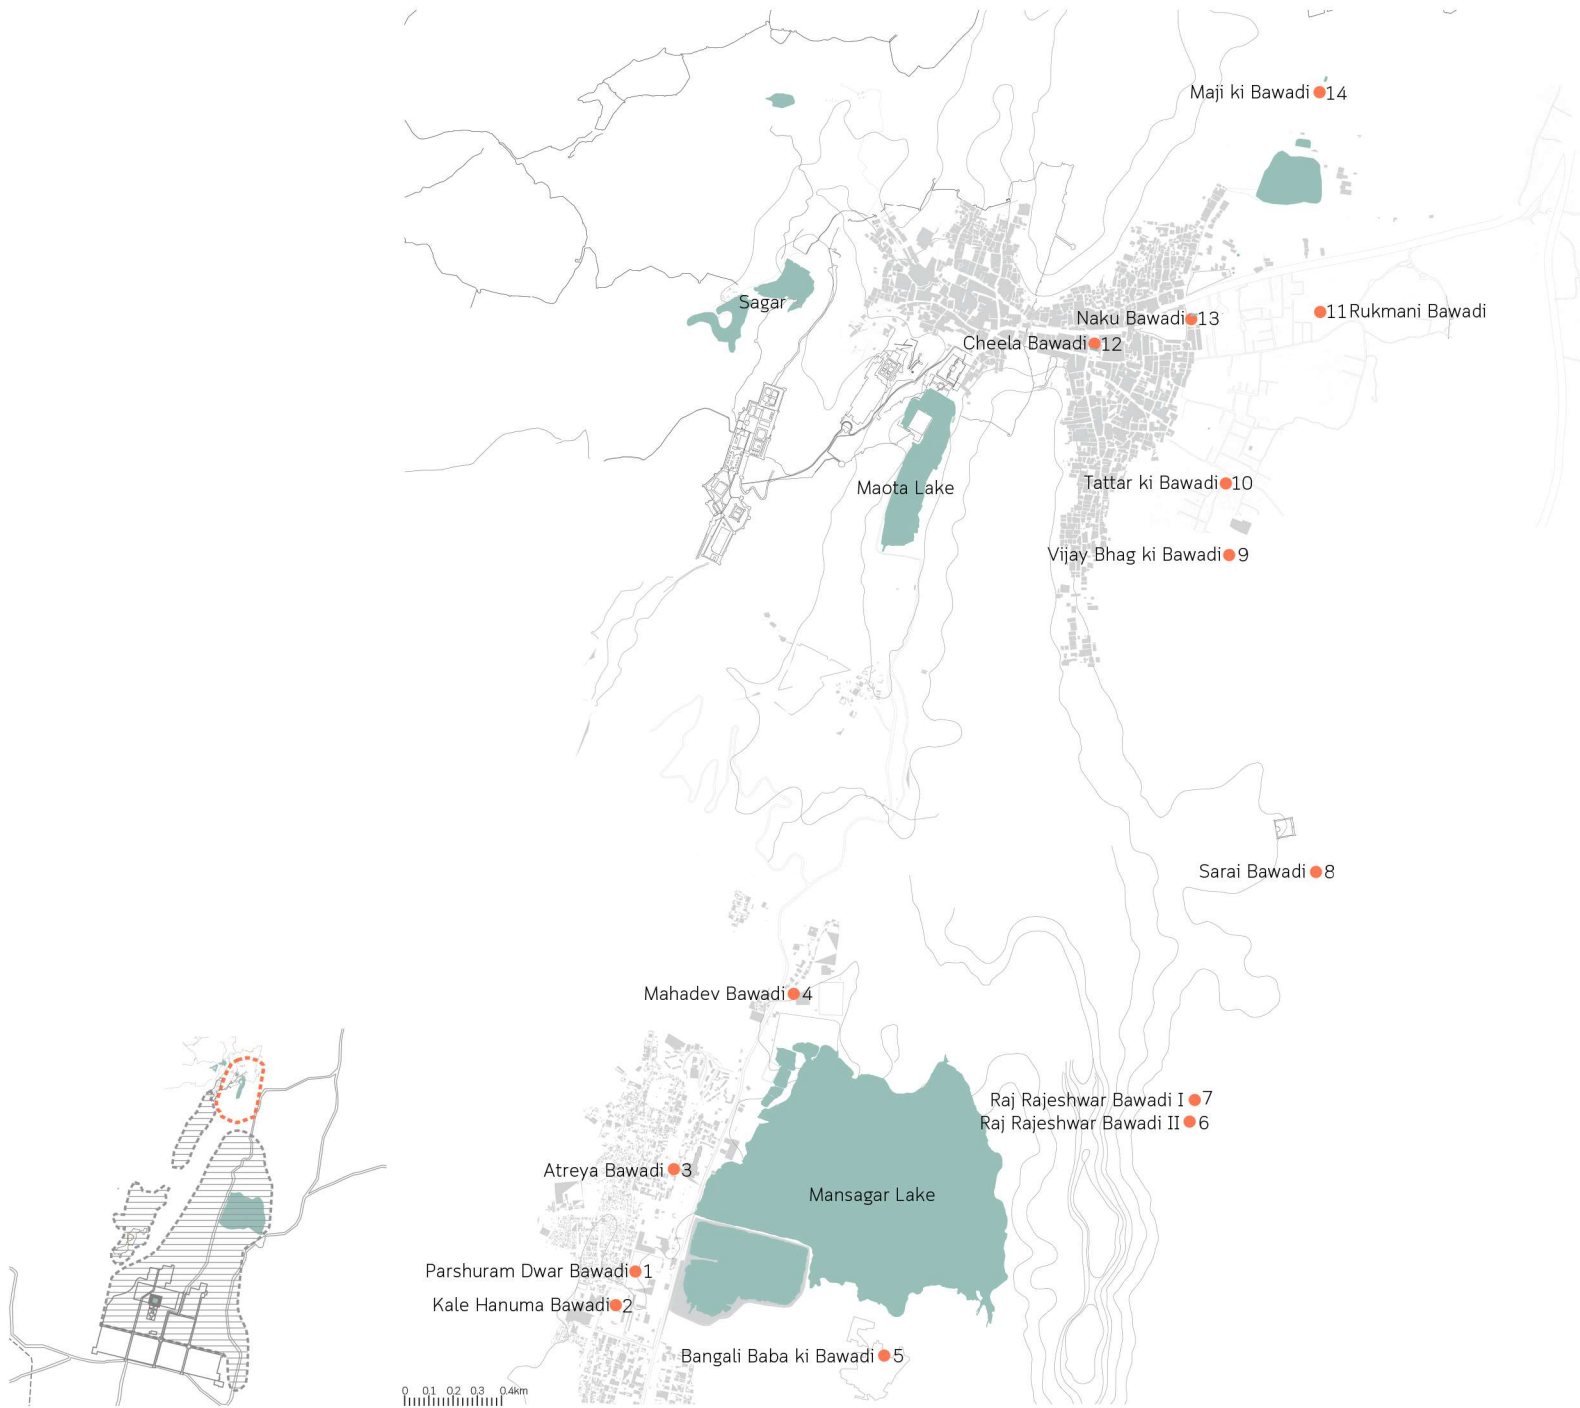 Maji ki Bawadi 14
Sagar
11 Rukmani Bawadi
Naku Bawadi 13
Cheela Bawadi 12
Tattar ki Bawadi 10
Maota Lake
Vijay Bhag ki Bawadi 9
Sarai Bawadi 8
Mahadev Bawadi 4
Raj Rajeshwar Bawadi I 7
Raj Rajeshwar Bawadi II 6
Atreya Bawadi 3
Mansagar Lake
Parshuram Dwar Bawadi 1
Kale Hanuma Bawadi 2
Bangali Baba ki Bawadi 5
0 0.1 0.2 0.3 0.4km